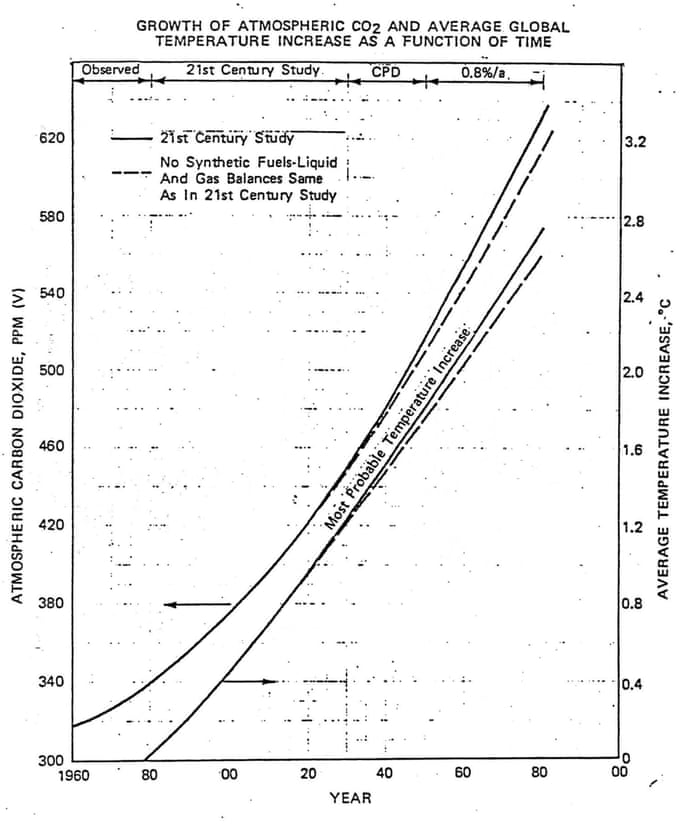 GROWTH OF ATMOSPHERIC CO2 AND AVERAGE GLOBAL
TEMPERATURE INCREASE AS A FUNCTION OF TIME
Observed
21st Century Study
CPD
0.8%/a
21st Century Study
No Synthetic Fuels-Liquid
And Gas Balances Same
As In 21st Century Study
ATMOSPHERIC CARBON DIOXIDE, PPM (V)
620
580
540
500
460
420
380
340
300
Most Probable Temperature Increase
AVERAGE TEMPERATURE INCREASE, °C
3.2
2.8
2.4
2.0
1.6
1.2
0.8
0.4
0
1960 80 00 20 40 60 80 00
YEAR